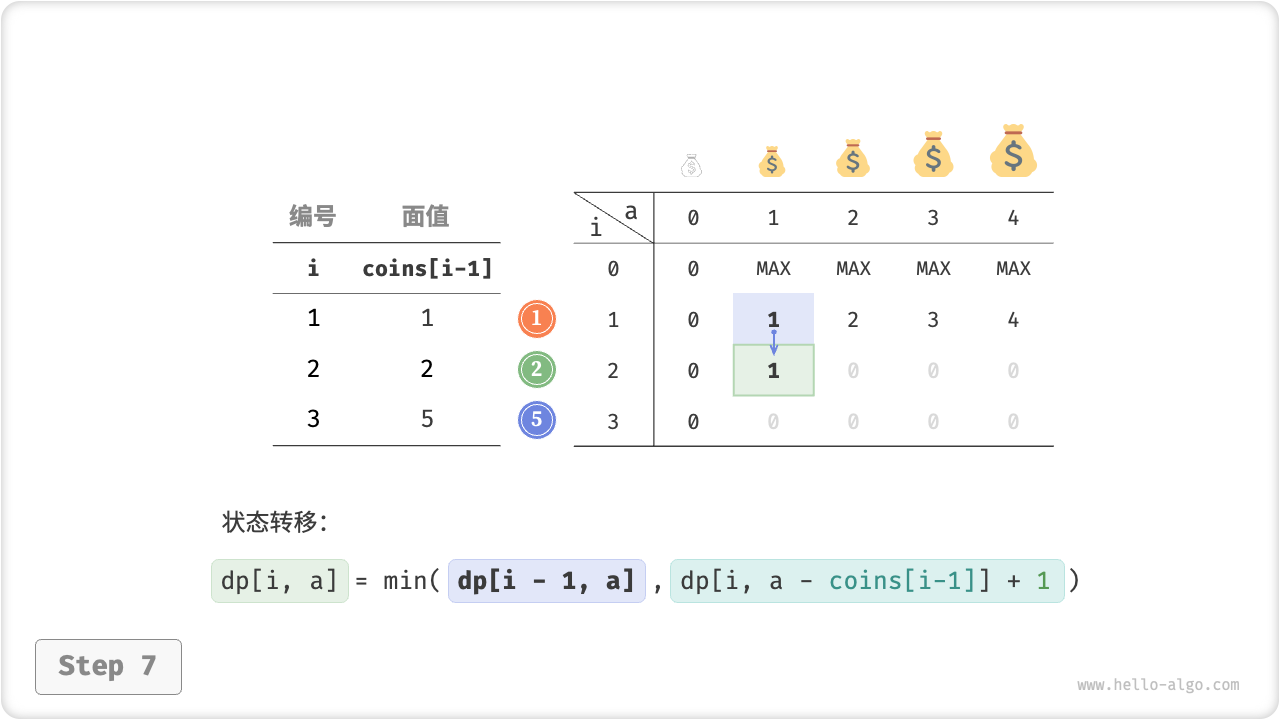 编号 面值
i coins[i-1]
1 1 1
2 2 2
3 5 5
$ $ $ $ $
i a 0 1 2 3 4
0 0 MAX MAX MAX MAX
1 0 1 2 3 4
2 0 1 0 0 0
3 0 0 0 0 0
状态转移：
dp[i, a] = min( dp[i - 1, a] , dp[i, a - coins[i-1]] + 1 )
Step 7
www.hello-algo.com